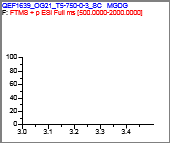 QEF1639_OG21_T5-750-0-3_SC MGDG
F: FTMS + p ESI Full ms [500.0000-2000.0000]
100
80
60
40
20
0
3.0 3.1 3.2 3.3 3.4